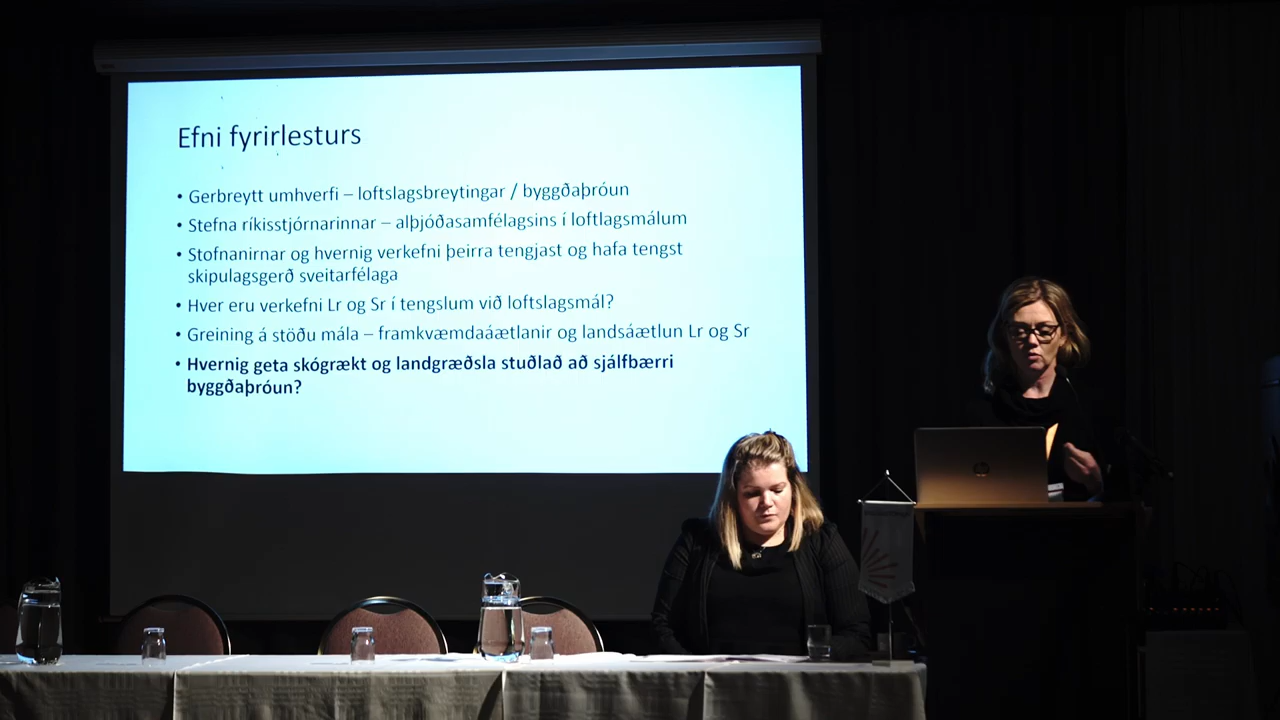 Efni fyrirlesturs
• Gerbreytt umhverfi – loftslagsbreytingar / byggðaþróun
• Stefna ríkisstjórnarinnar – alþjóðasamfélagsins í loftlagsmálum
• Stofnanirnar og hvernig verkefni þeirra tengjast og hafa tengst
skipulagsgerð sveitarfélaga
• Hver eru verkefni Lr og Sr í tengslum við loftslagsmál?
• Greining á stöðu mála – framkvæmdaáætlanir og landsáætlun Lr og Sr
• Hvernig geta skógrækt og landgræðsla stuðlað að sjálfbærri
byggðaþróun?
hp